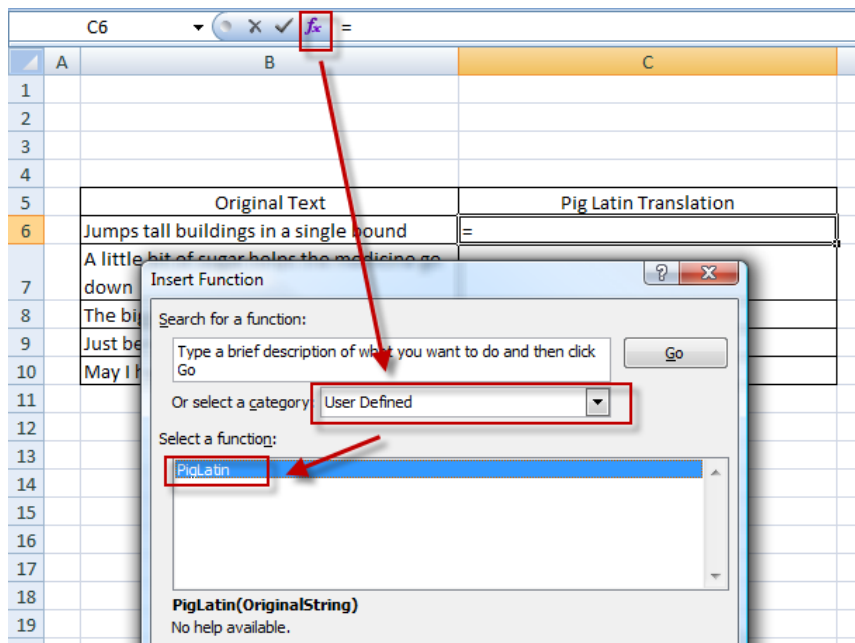 C6 fx =
A B C
1
2
3
4
5 Original Text Pig Latin Translation
6 Jumps tall buildings in a single bound =
A little bit of sugar helps the medicine go
7 down
8 The big
9 Just be
10 May I h
11
12
13
14
15
16
17
18
19
Insert Function ?
Search for a function:
Type a brief description of what you want to do and then click
Go
Go
Or select a category: User Defined
Select a function:
PigLatin
PigLatin(OriginalString)
No help available.